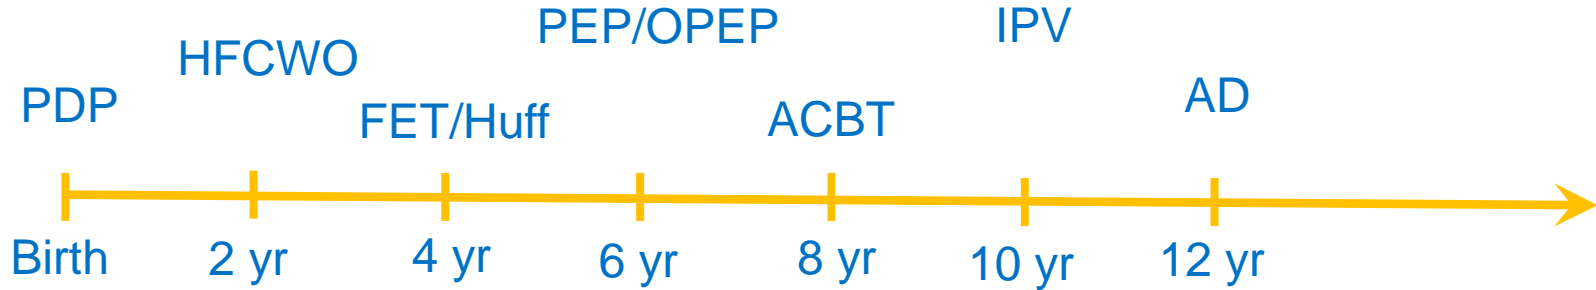 PEP/OPEP
IPV
HFCWO
PDP
AD
FET/Huff
ACBT
Birth
2 yr
4 yr
6 yr
8 yr
10 yr
12 yr